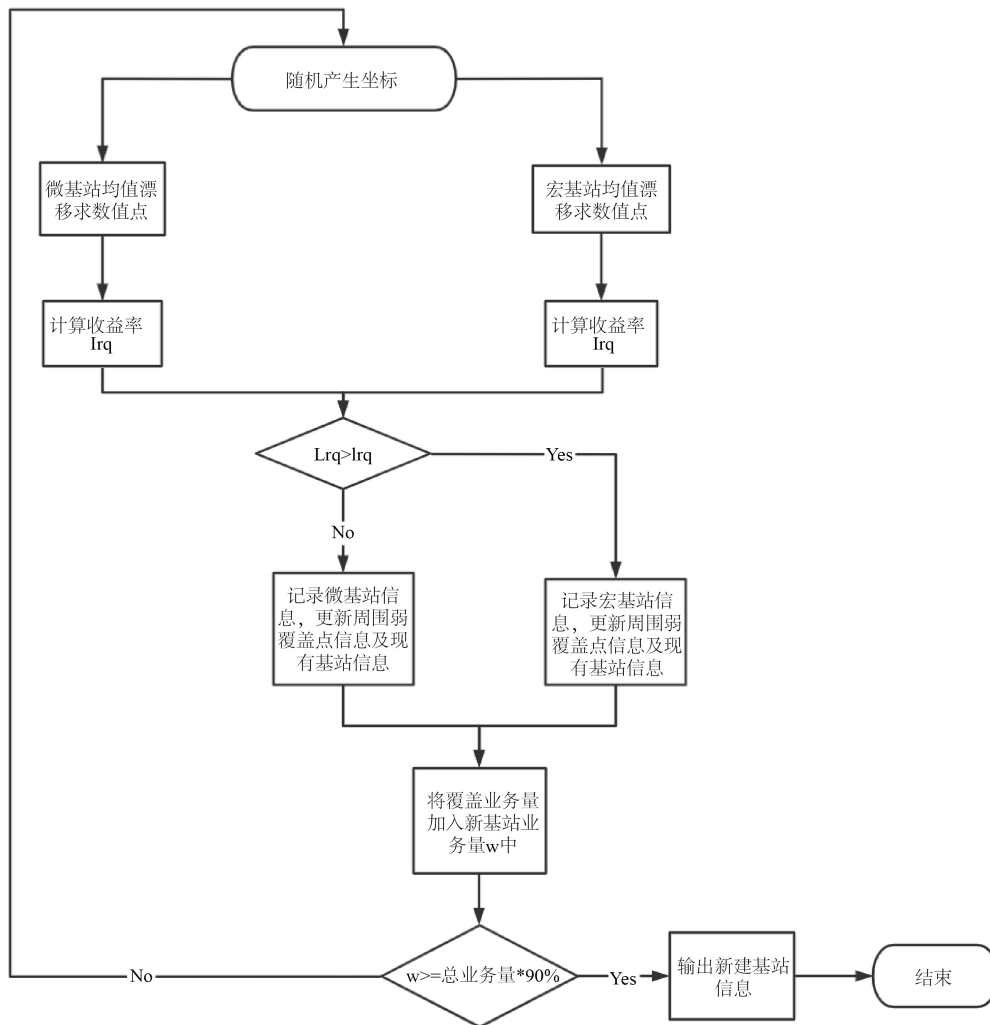 随机产生坐标
微基站均值漂
移求数值点
宏基站均值漂
移求数值点
计算收益率
Irq
计算收益率
Irq
Lrq>lrq
Yes
No
记录微基站信
息，更新周围弱
覆盖点信息及现
有基站信息
记录宏基站信
息，更新周围弱
覆盖点信息及现
有基站信息
将覆盖业务量
加入新基站业
务量w中
No
w>=总业务量*90%
Yes
输出新建基站
信息
结束